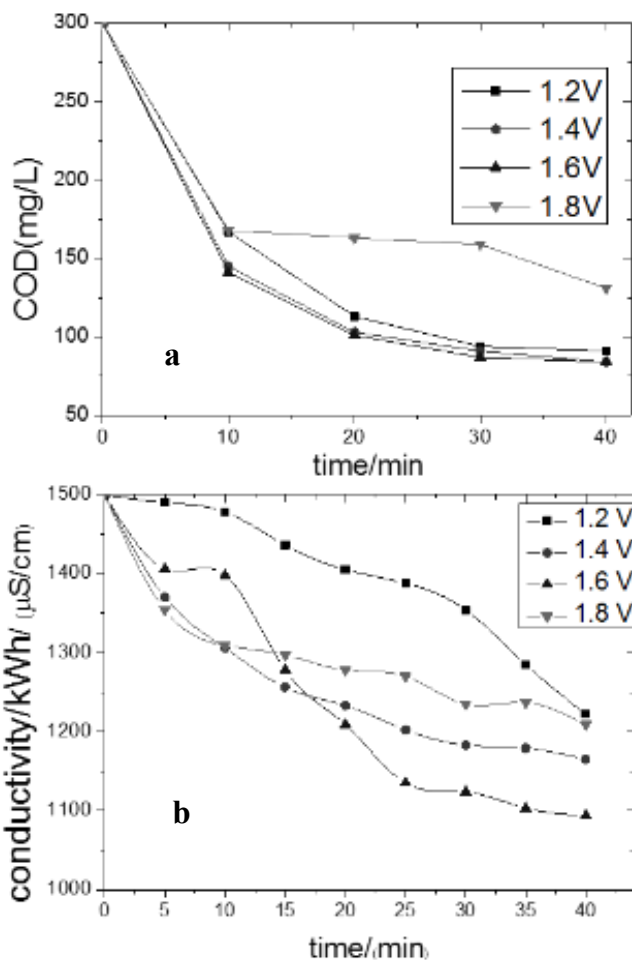 300
250
200
150
100
50
COD(mg/L)
1.2V
1.4V
1.6V
1.8V
a
0
10
20
30
40
time/min
1500
1400
1300
1200
1100
1000
conductivity/kWh/ (μS/cm)
1.2 V
1.4 V
1.6 V
1.8 V
b
0 5 10 15 20 25 30 35 40
time/(min)